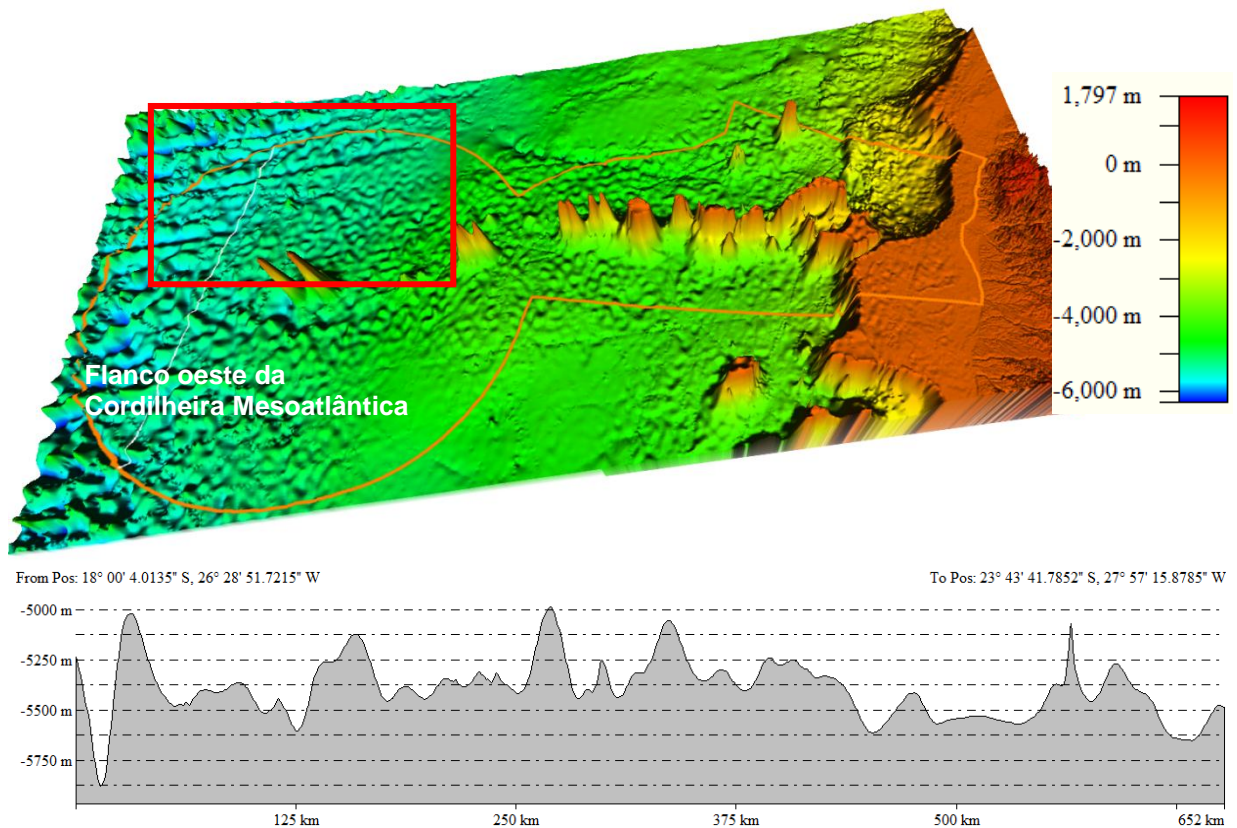 1,797 m
0 m
-2,000 m
-4,000 m
-6,000 m
Flanco oeste da
Cordilheira Mesoatlântica
From Pos: 18° 00' 4.0135" S, 26° 28' 51.7215" W
To Pos: 23° 43' 41.7852" S, 27° 57' 15.8785" W
-5000 m
-5250 m
-5500 m
-5750 m
125 km
250 km
375 km
500 km
652 km